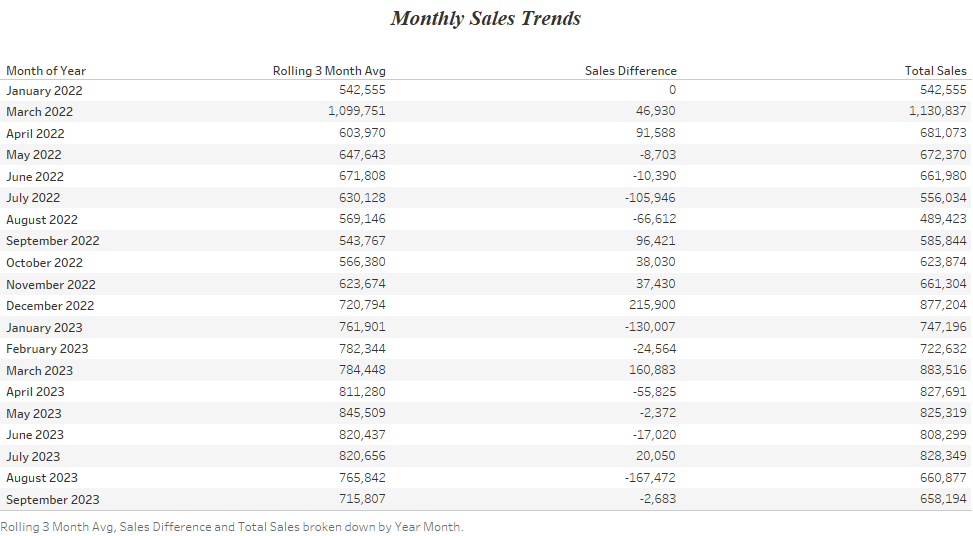 Monthly Sales Trends
Month of Year Rolling 3 Month Avg Sales Difference Total Sales
January 2022 542,555 0 542,555
March 2022 1,099,751 46,930 1,130,837
April 2022 603,970 91,588 681,073
May 2022 647,643 -8,703 672,370
June 2022 671,808 -10,390 661,980
July 2022 630,128 -105,946 556,034
August 2022 569,146 -66,612 489,423
September 2022 543,767 96,421 585,844
October 2022 566,380 38,030 623,874
November 2022 623,674 37,430 661,304
December 2022 720,794 215,900 877,204
January 2023 761,901 -130,007 747,196
February 2023 782,344 -24,564 722,632
March 2023 784,448 160,883 883,516
April 2023 811,280 -55,825 827,691
May 2023 845,509 -2,372 825,319
June 2023 820,437 -17,020 808,299
July 2023 820,656 20,050 828,349
August 2023 765,842 -167,472 660,877
September 2023 715,807 -2,683 658,194
Rolling 3 Month Avg, Sales Difference and Total Sales broken down by Year Month.